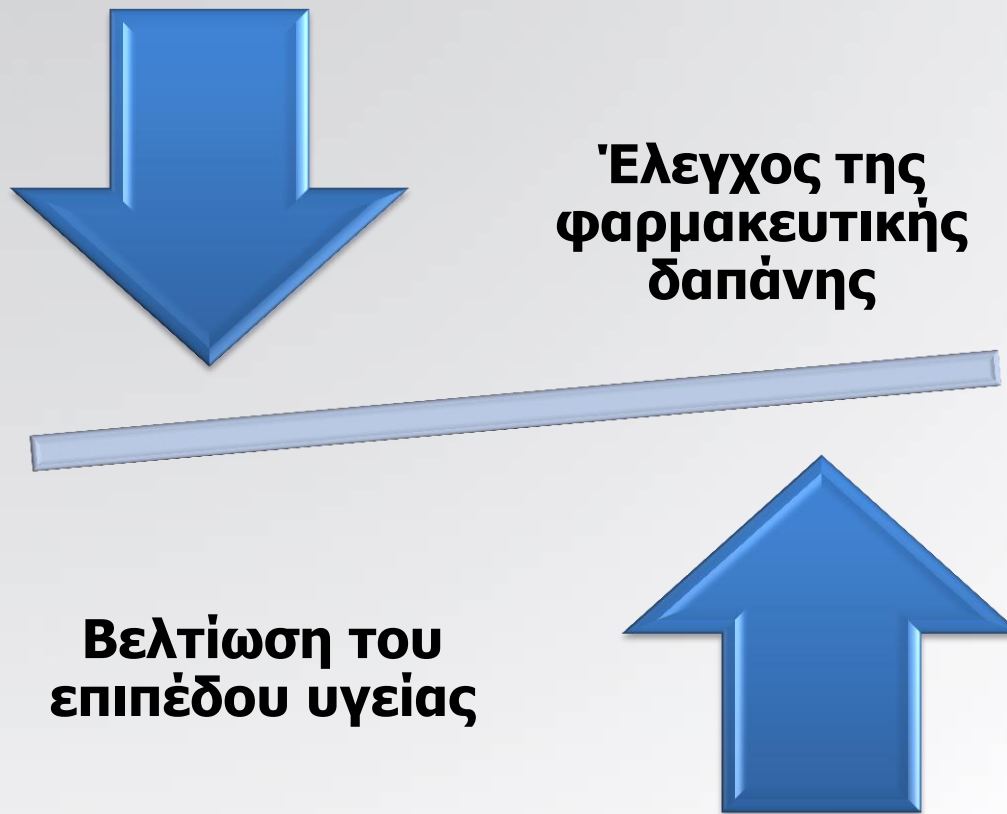 Έλεγχος της
φαρμακευτικής
δαπάνης
Βελτίωση του
επιπέδου υγείας